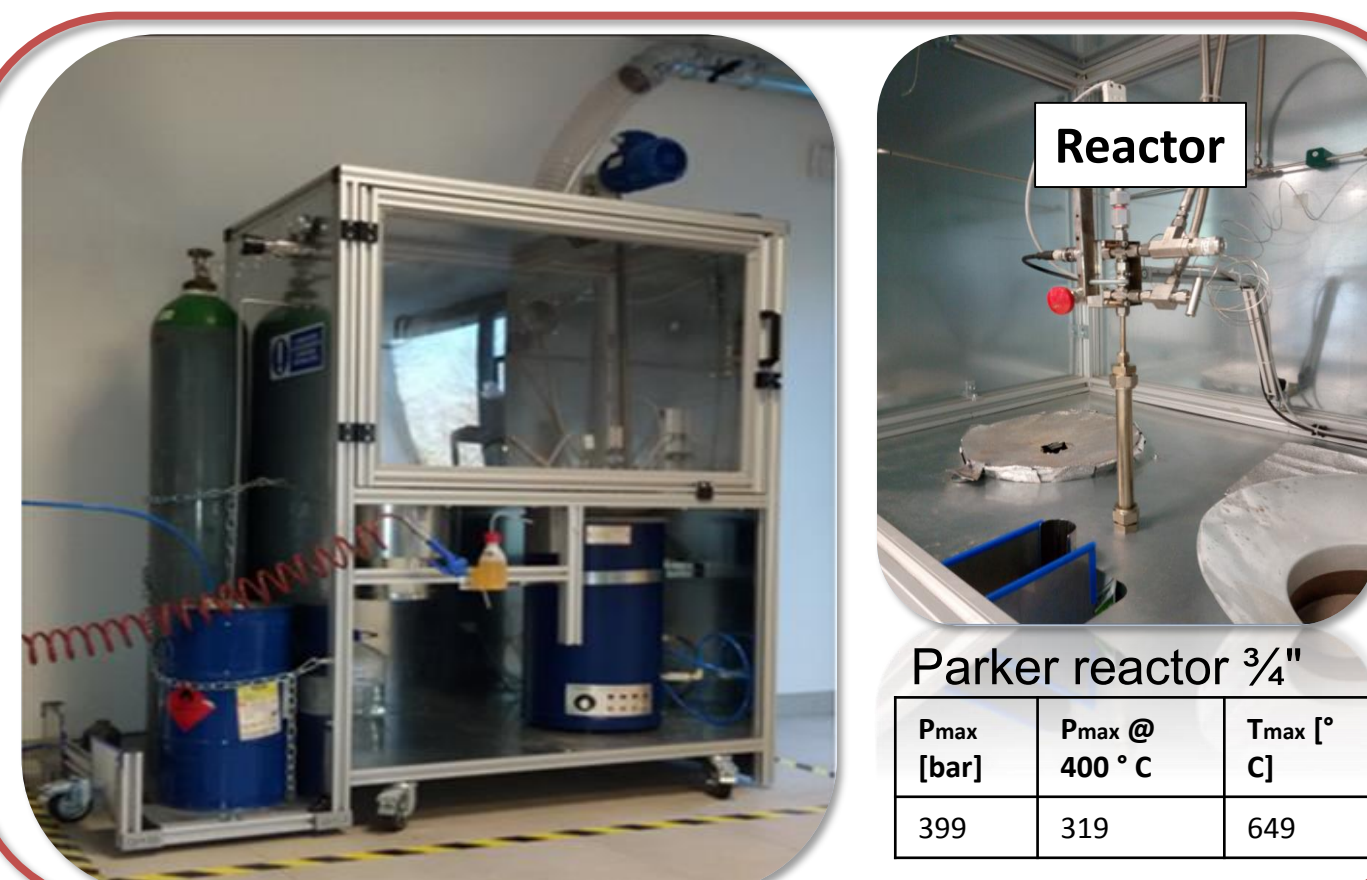 Reactor
Parker reactor ¾"
Pmax
[bar]
Pmax @
400 ° C
Tmax [°
C]
399
319
649